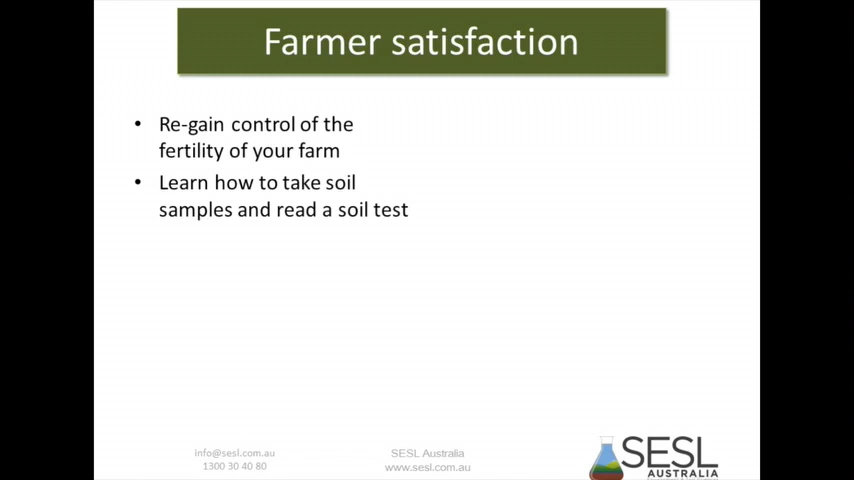 Farmer satisfaction
• Re-gain control of the
fertility of your farm
• Learn how to take soil
samples and read a soil test
info@sesl.com.au
1300 30 40 80
SESL Australia
www.sesl.com.au
SESL
AUSTRALIA